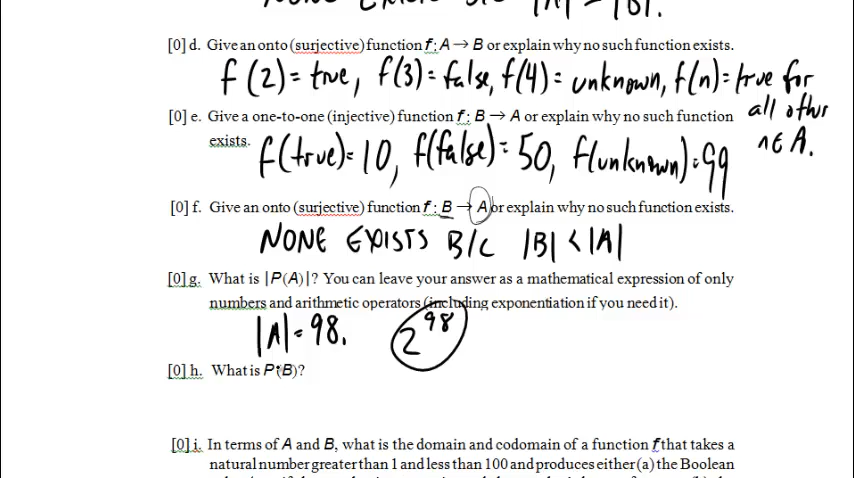 NONE EXISTS B/C |A| > |B|.
[0] d. Give an onto (surjective) function f : A → B or explain why no such function exists.
f(2) = true, f(3) = false, f(4) = unknown, f(n) = true for
all other
n ∈ A.
[0] e. Give a one-to-one (injective) function f : B → A or explain why no such function
exists.
f(true) = 10, f(false) = 50, f(unknown) = 99
[0] f. Give an onto (surjective) function f : B → A or explain why no such function exists.
NONE EXISTS B/C |B| < |A|
[0] g. What is |P(A)|? You can leave your answer as a mathematical expression of only
numbers and arithmetic operators (including exponentiation if you need it).
|A| = 98. 2^98
[0] h. What is P(B)?
[0] i. In terms of A and B, what is the domain and codomain of a function f that takes a
natural number greater than 1 and less than 100 and produces either (a) the Boolean